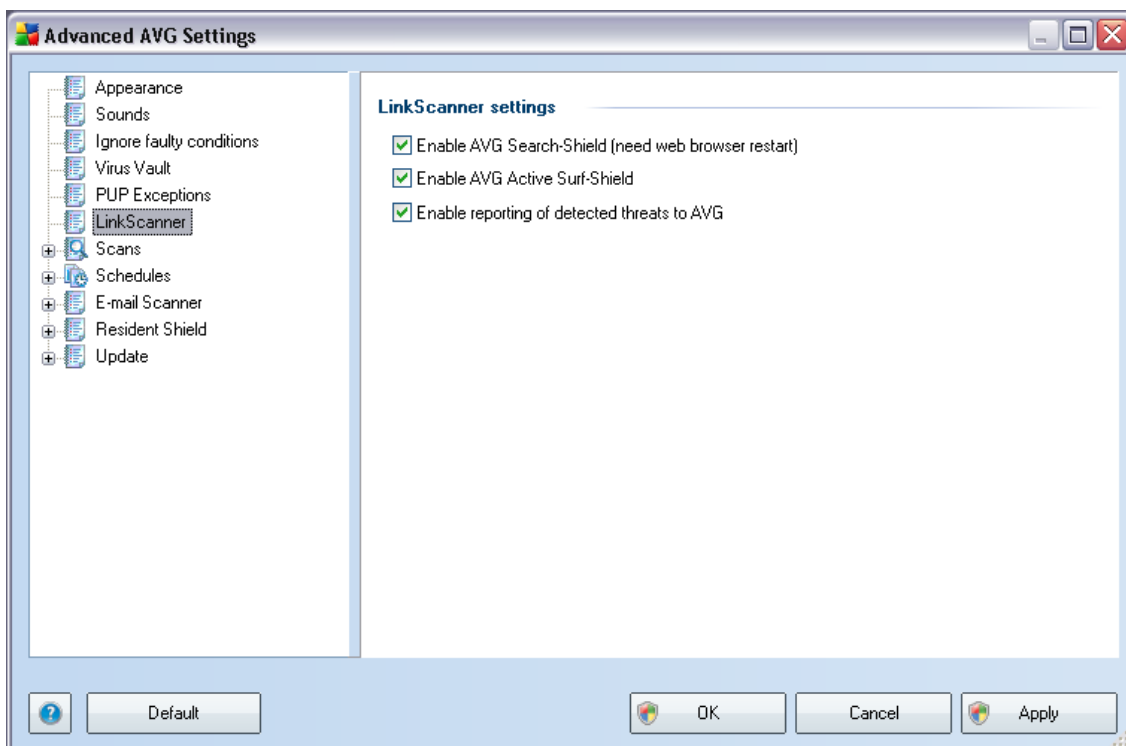 Advanced AVG Settings
Appearance
Sounds
Ignore faulty conditions
Virus Vault
PUP Exceptions
LinkScanner
Scans
Schedules
E-mail Scanner
Resident Shield
Update
LinkScanner settings
Enable AVG Search-Shield (need web browser restart)
Enable AVG Active Surf-Shield
Enable reporting of detected threats to AVG
Default
OK
Cancel
Apply